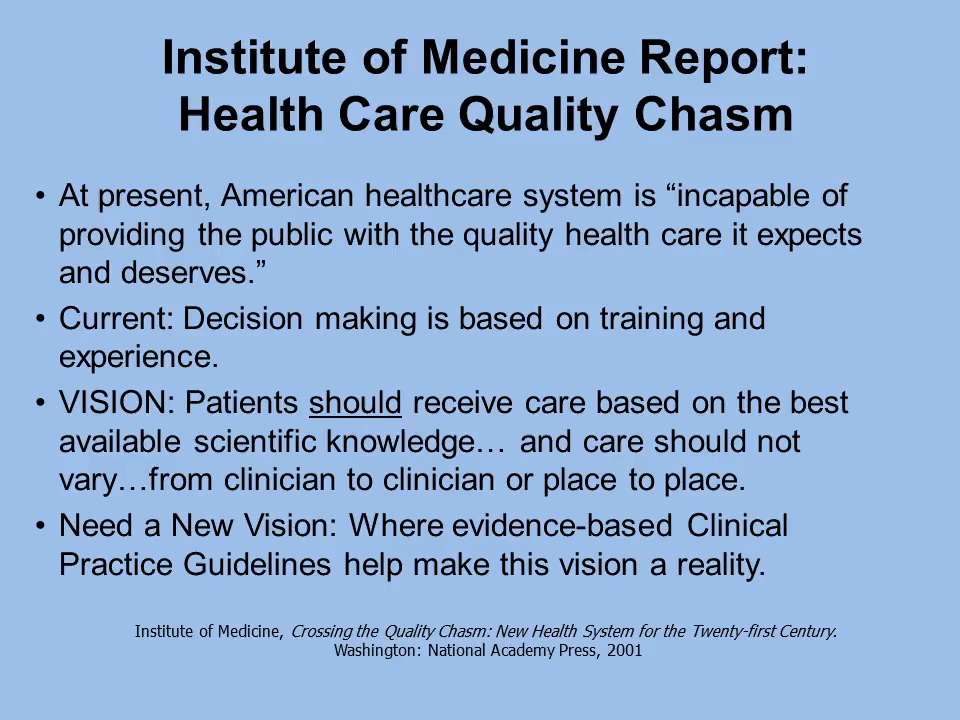 Institute of Medicine Report:
Health Care Quality Chasm
• At present, American healthcare system is “incapable of
providing the public with the quality health care it expects
and deserves.”
• Current: Decision making is based on training and
experience.
• VISION: Patients should receive care based on the best
available scientific knowledge… and care should not
vary…from clinician to clinician or place to place.
• Need a New Vision: Where evidence-based Clinical
Practice Guidelines help make this vision a reality.
Institute of Medicine, Crossing the Quality Chasm: New Health System for the Twenty-first Century.
Washington: National Academy Press, 2001